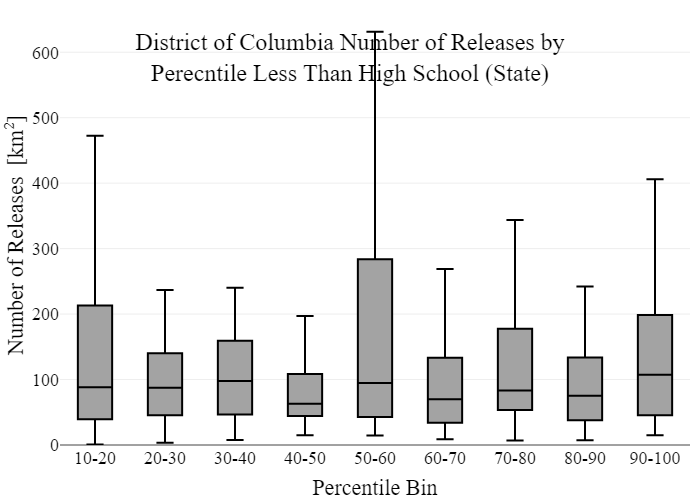 District of Columbia Number of Releases by
Perecntile Less Than High School (State)
Number of Releases [km²]
600
500
400
300
200
100
0
10-20 20-30 30-40 40-50 50-60 60-70 70-80 80-90 90-100
Percentile Bin